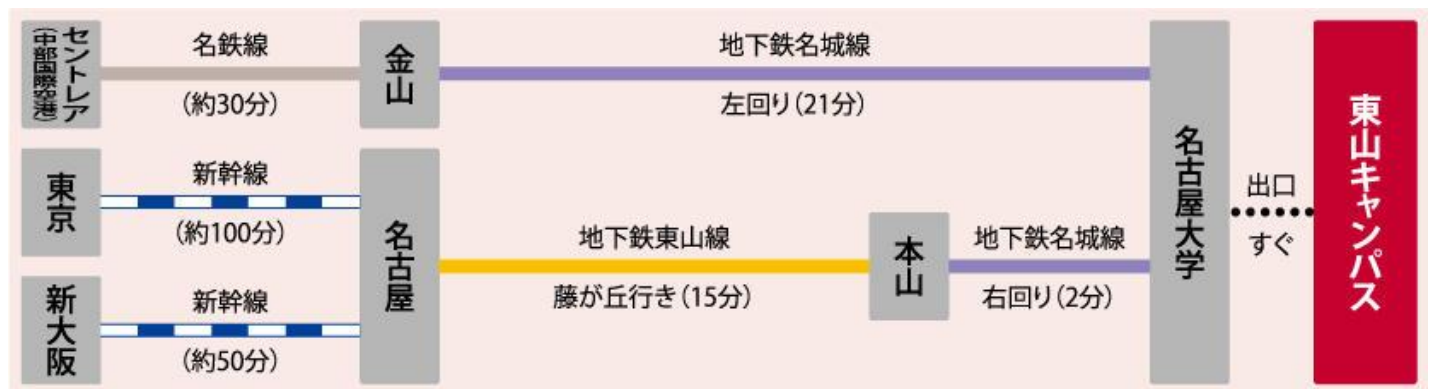 セントレア
（中部国際空港）
名鉄線
（約30分）
金山
地下鉄名城線
左回り（21分）
東京
新幹線
（約100分）
新大阪
新幹線
（約50分）
名古屋
地下鉄東山線
藤が丘行き（15分）
本山
地下鉄名城線
右回り（2分）
名古屋大学
出口
すぐ
東山キャンパス